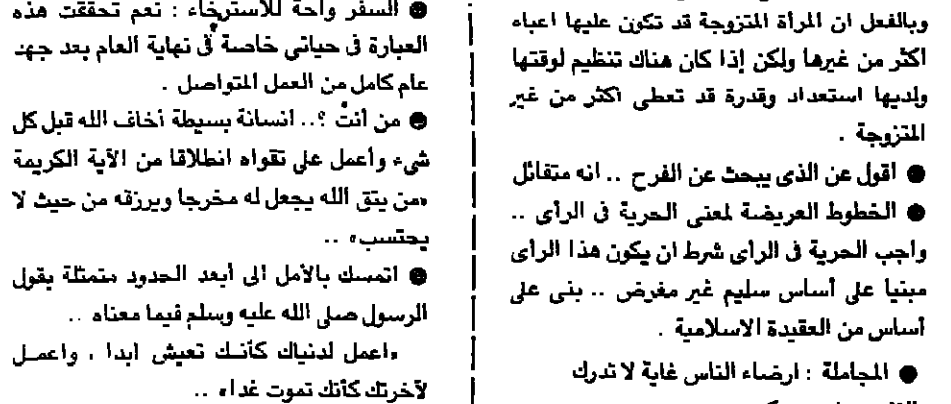 وبالفعل ان المرأة المتزوجة قد تكون عليها اعباء
اكثر من غيرها ولكن إذا كان هناك تنظيم لوقتها
ولديها استعداد وقدرة قد تعطى اكثر من غير
المتزوجة .
● اقول عن الذى يبحث عن الفرح .. انه متفائل
● الخطوط العريضة لمعنى الحرية فى الرأى ..
واجب الحرية فى الرأى شرط ان يكون هذا الرأى
مبنيا على أساس سليم غير مغرض .. بنى على
أساس من العقيدة الاسلامية .
● المجاملة : ارضاء الناس غاية لا تدرك
● السفر واحة للاسترخاء : نعم تحققت هذه
العبارة فى حياتى خاصة فى نهاية العام بعد جهد
عام كامل من العمل المتواصل .
● من أنت ؟.. انسانة بسيطة أخاف الله قبل كل
شىء وأعمل على تقواه انطلاقا من الآية الكريمة
«من يتق الله يجعل له مخرجا ويرزقه من حيث لا
يحتسب» ..
● اتمسك بالأمل الى أبعد الحدود متمثلة بقول
الرسول صلى الله عليه وسلم فيما معناه ..
«اعمل لدنياك كأنك تعيش ابدا ، واعمل
لآخرتك كأنك تموت غدا» ..